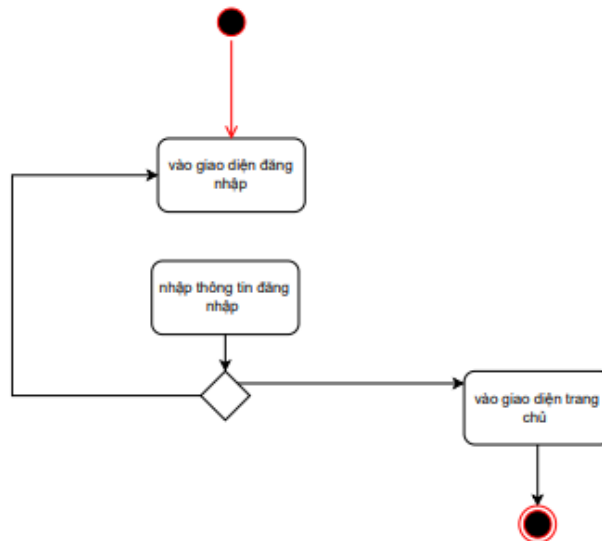 vào giao diện đăng
nhập
nhập thông tin đăng
nhập
vào giao diện trang
chủ